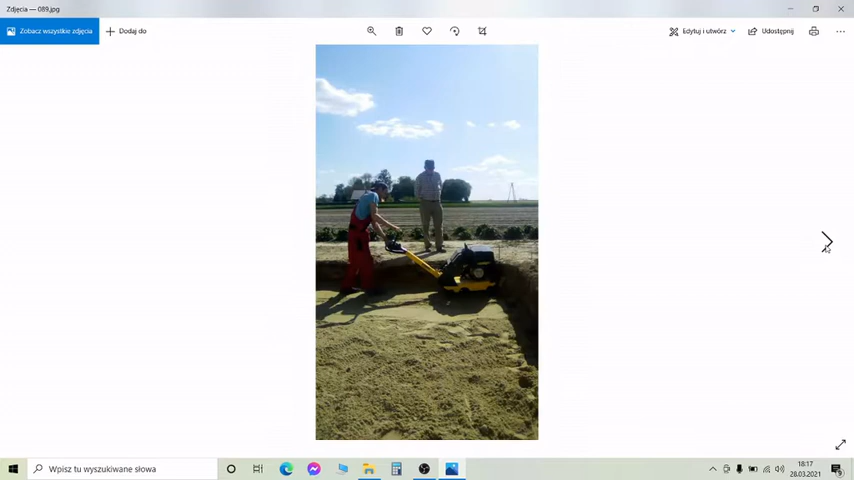 Zdjęcia — 089.jpg
Zobacz wszystkie zdjęcia
Dodaj do
Edytuj i utwórz
Udostępnij
Wpisz tu wyszukiwane słowa
18:17
28.03.2021